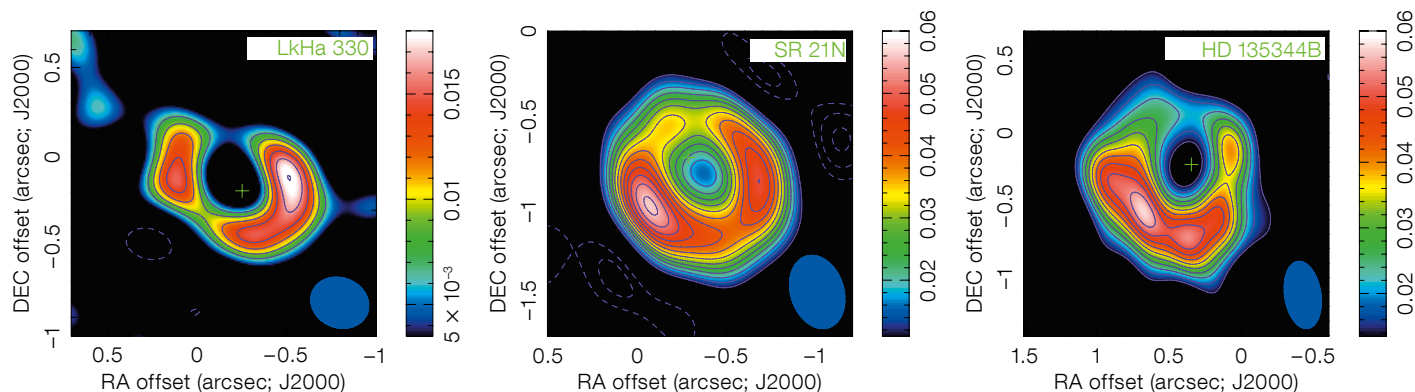 LkHa 330
DEC offset (arcsec; J2000)
0.5
0
−0.5
−1
0.5 0 −0.5 −1
RA offset (arcsec; J2000)
0.015
0.01
5 × 10⁻³
SR 21N
DEC offset (arcsec; J2000)
0
−0.5
−1
−1.5
0.5 0 −0.5 −1
RA offset (arcsec; J2000)
0.06
0.05
0.04
0.03
0.02
HD 135344B
DEC offset (arcsec; J2000)
0.5
0
−0.5
−1
1.5 1 0.5 0 −0.5
RA offset (arcsec; J2000)
0.06
0.05
0.04
0.03
0.02